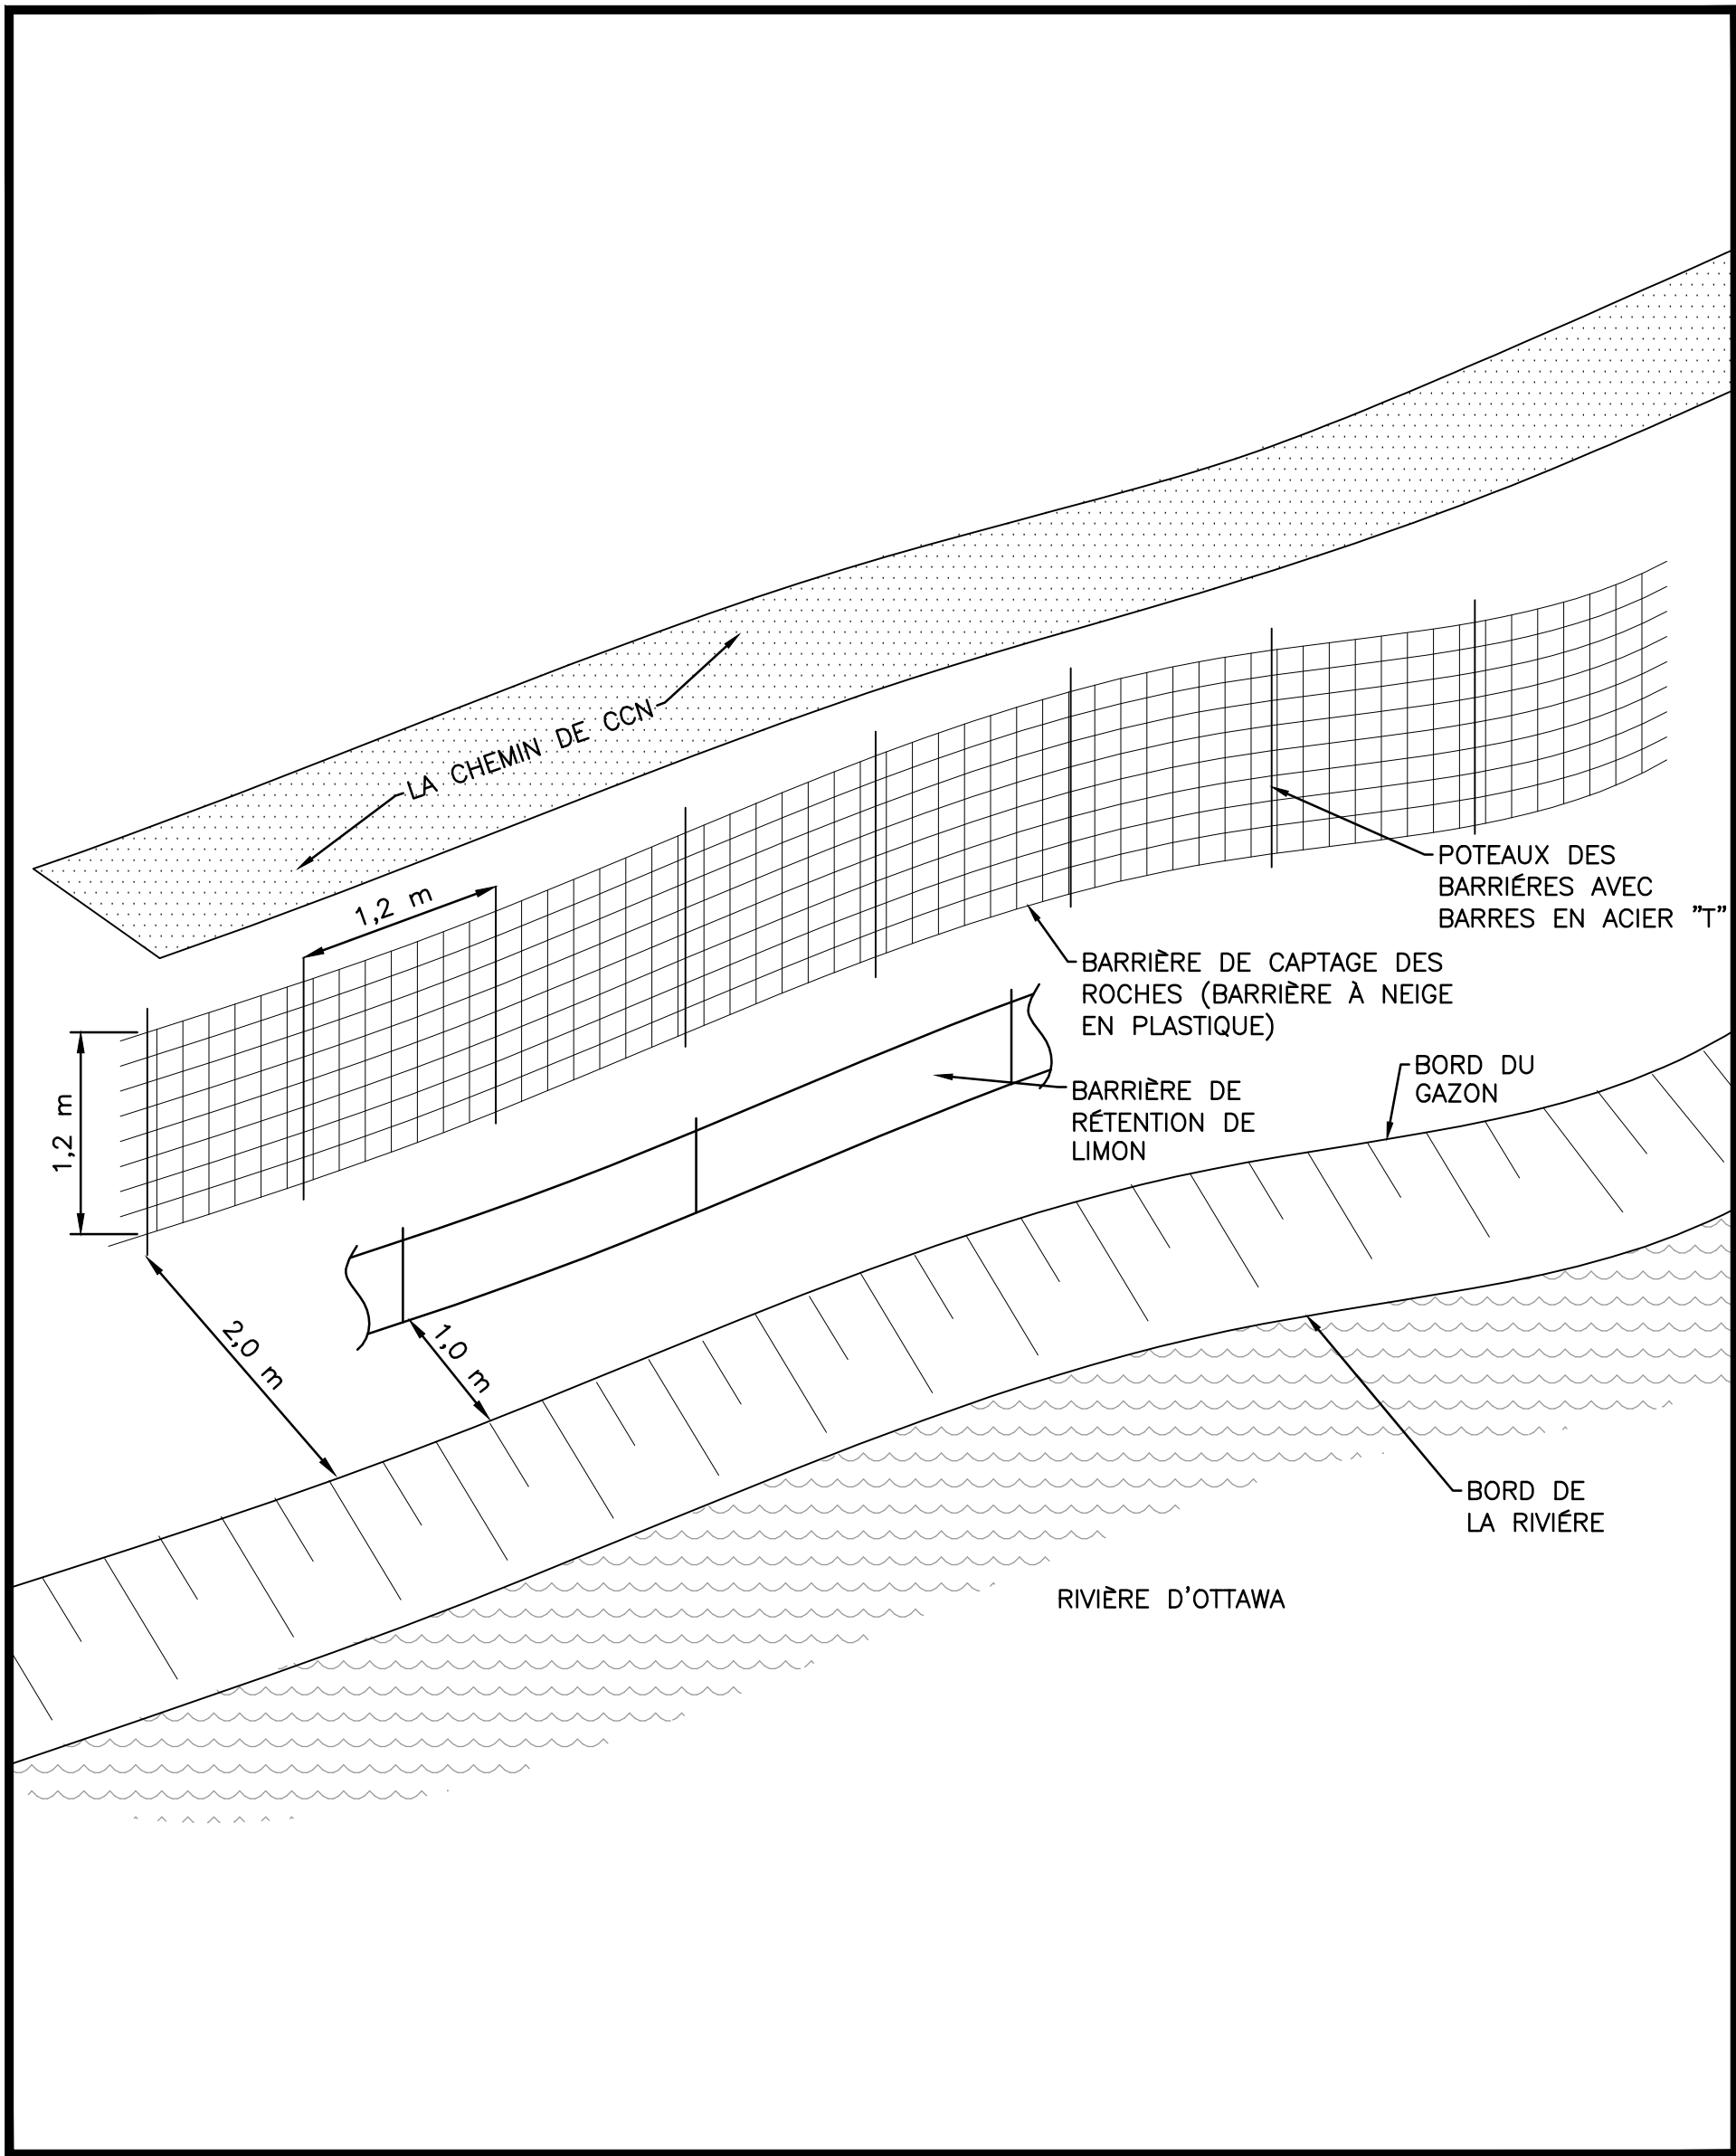 LA CHEMIN DE CCN
1,2 m
POTEAUX DES
BARRIÉRES AVEC
BARRES EN ACIER "T"
BARRIÈRE DE CAPTAGE DES
ROCHES (BARRIÈRE À NEIGE
EN PLASTIQUE)
1,2 m
BARRIÈRE DE
RÉTENTION DE
LIMON
BORD DU
GAZON
2,0 m
1,0 m
BORD DE
LA RIVIÉRE
RIVIÈRE D'OTTAWA